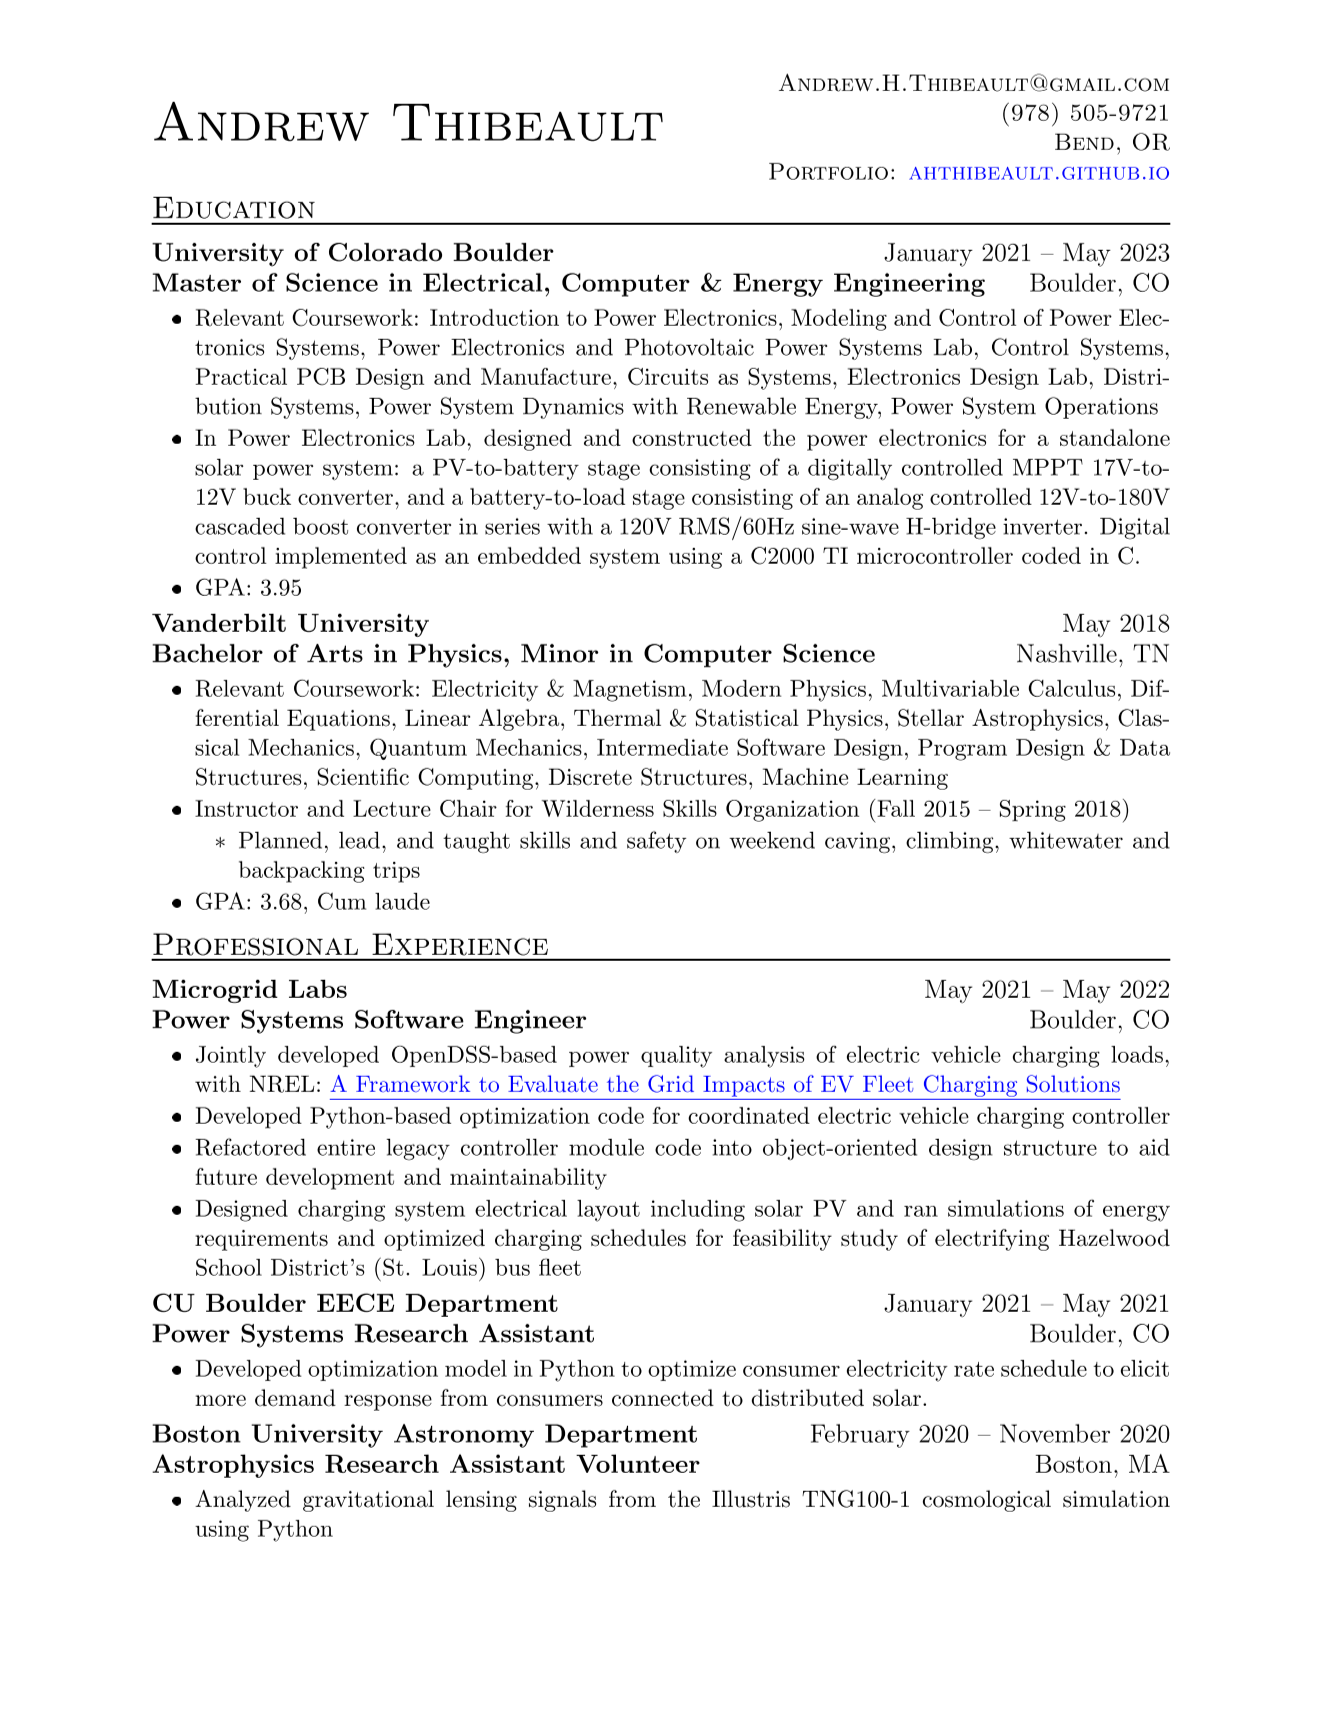 Andrew Thibeault
Andrew.H.Thibeault@gmail.com
(978) 505-9721
Bend, OR
Portfolio: ahthibeault.github.io
Education
University of Colorado Boulder January 2021 – May 2023
Master of Science in Electrical, Computer & Energy Engineering Boulder, CO
• Relevant Coursework: Introduction to Power Electronics, Modeling and Control of Power Elec-
tronics Systems, Power Electronics and Photovoltaic Power Systems Lab, Control Systems,
Practical PCB Design and Manufacture, Circuits as Systems, Electronics Design Lab, Distri-
bution Systems, Power System Dynamics with Renewable Energy, Power System Operations
• In Power Electronics Lab, designed and constructed the power electronics for a standalone
solar power system: a PV-to-battery stage consisting of a digitally controlled MPPT 17V-to-
12V buck converter, and a battery-to-load stage consisting of an analog controlled 12V-to-180V
cascaded boost converter in series with a 120V RMS/60Hz sine-wave H-bridge inverter. Digital
control implemented as an embedded system using a C2000 TI microcontroller coded in C.
• GPA: 3.95
Vanderbilt University May 2018
Bachelor of Arts in Physics, Minor in Computer Science Nashville, TN
• Relevant Coursework: Electricity & Magnetism, Modern Physics, Multivariable Calculus, Dif-
ferential Equations, Linear Algebra, Thermal & Statistical Physics, Stellar Astrophysics, Clas-
sical Mechanics, Quantum Mechanics, Intermediate Software Design, Program Design & Data
Structures, Scientific Computing, Discrete Structures, Machine Learning
• Instructor and Lecture Chair for Wilderness Skills Organization (Fall 2015 – Spring 2018)
∗ Planned, lead, and taught skills and safety on weekend caving, climbing, whitewater and
backpacking trips
• GPA: 3.68, Cum laude
Professional Experience
Microgrid Labs May 2021 – May 2022
Power Systems Software Engineer Boulder, CO
• Jointly developed OpenDSS-based power quality analysis of electric vehicle charging loads,
with NREL: A Framework to Evaluate the Grid Impacts of EV Fleet Charging Solutions
• Developed Python-based optimization code for coordinated electric vehicle charging controller
• Refactored entire legacy controller module code into object-oriented design structure to aid
future development and maintainability
• Designed charging system electrical layout including solar PV and ran simulations of energy
requirements and optimized charging schedules for feasibility study of electrifying Hazelwood
School District's (St. Louis) bus fleet
CU Boulder EECE Department January 2021 – May 2021
Power Systems Research Assistant Boulder, CO
• Developed optimization model in Python to optimize consumer electricity rate schedule to elicit
more demand response from consumers connected to distributed solar.
Boston University Astronomy Department February 2020 – November 2020
Astrophysics Research Assistant Volunteer Boston, MA
• Analyzed gravitational lensing signals from the Illustris TNG100-1 cosmological simulation
using Python